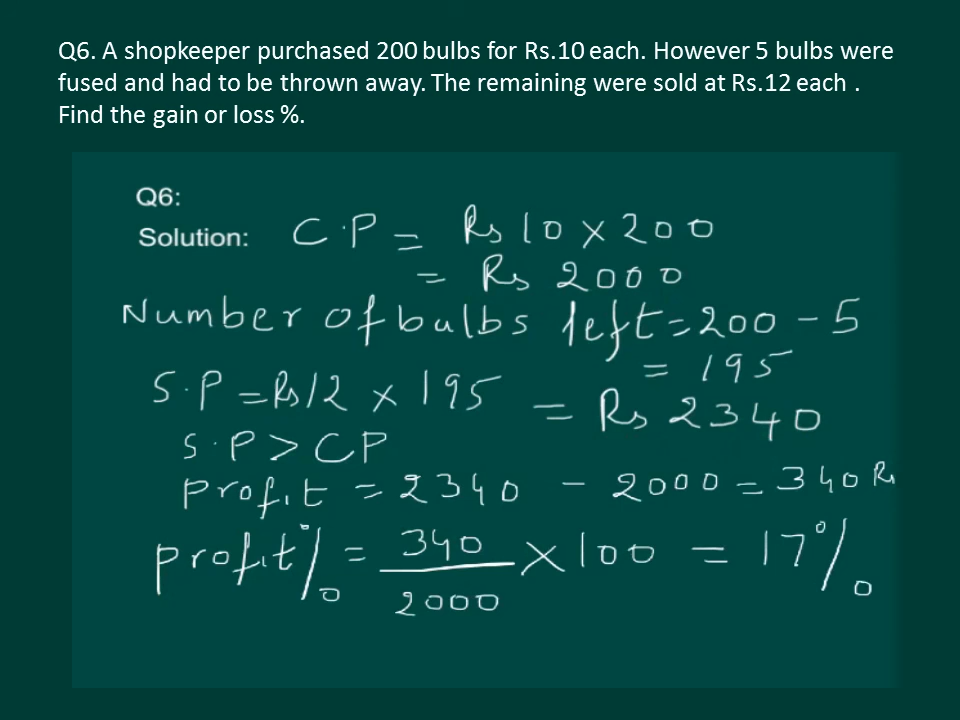 Q6. A shopkeeper purchased 200 bulbs for Rs.10 each. However 5 bulbs were
fused and had to be thrown away. The remaining were sold at Rs.12 each .
Find the gain or loss %.
Q6:
Solution: C.P = Rs 10 x 200
= Rs 2000
Number of bulbs left = 200 - 5
= 195
S.P = Rs 12 x 195 = Rs 2340
S.P > CP
Profit = 2340 - 2000 = 340 Rs
profit % = 340/2000 x 100 = 17%